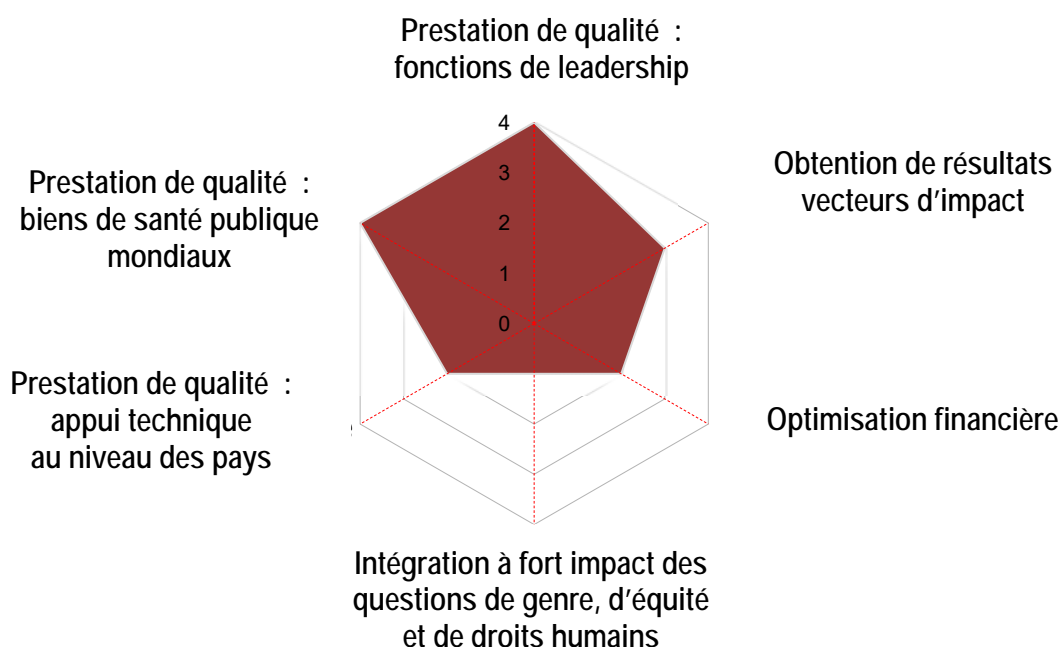 Prestation de qualité :
fonctions de leadership
4
3
2
1
0
Obtention de résultats
vecteurs d’impact
Prestation de qualité :
biens de santé publique
mondiaux
Prestation de qualité :
appui technique
au niveau des pays
Optimisation financière
Intégration à fort impact des
questions de genre, d’équité
et de droits humains